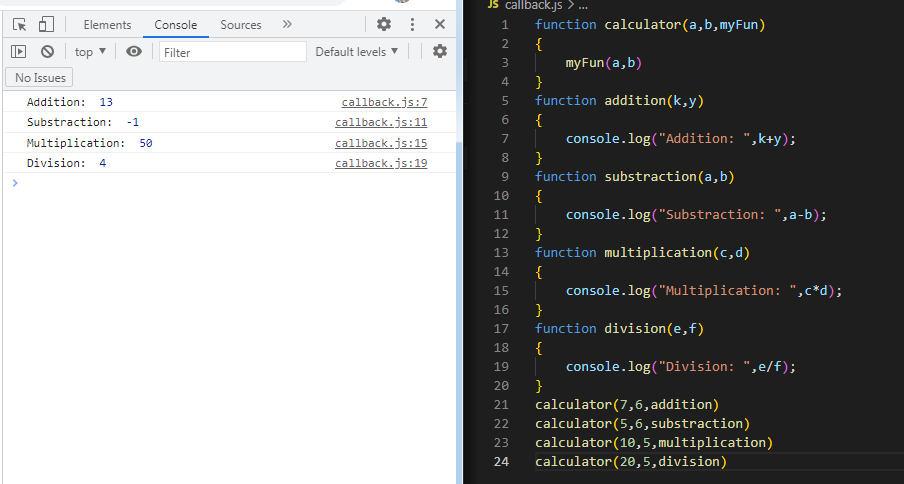 Elements Console Sources »
top ▼ Filter Default levels ▼
No Issues
Addition: 13 callback.js:7
Substraction: -1 callback.js:11
Multiplication: 50 callback.js:15
Division: 4 callback.js:19
>
JS callback.js > ...
1 function calculator(a,b,myFun)
2 {
3 myFun(a,b)
4 }
5 function addition(k,y)
6 {
7 console.log("Addition: ",k+y);
8 }
9 function substraction(a,b)
10 {
11 console.log("Substraction: ",a-b);
12 }
13 function multiplication(c,d)
14 {
15 console.log("Multiplication: ",c*d);
16 }
17 function division(e,f)
18 {
19 console.log("Division: ",e/f);
20 }
21 calculator(7,6,addition)
22 calculator(5,6,substraction)
23 calculator(10,5,multiplication)
24 calculator(20,5,division)